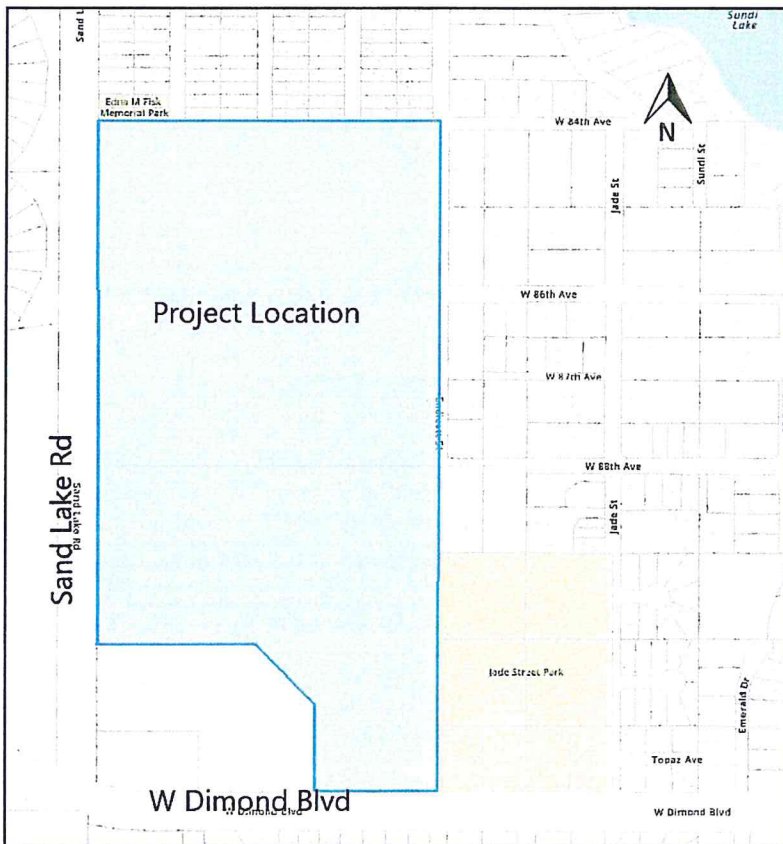 Sundi
Lake
Sand L
Edna M Fisk
Memorial Park
W 84th Ave
N
Jade St
Sundi St
W 86th Ave
Project Location
W 87th Ave
W 88th Ave
Sand Lake Rd
Sand Lake Rd
Jade St
Jade Street Park
Emerald Dr
Topaz Ave
W Dimond Blvd
W Dimond Blvd
W Dimond Blvd